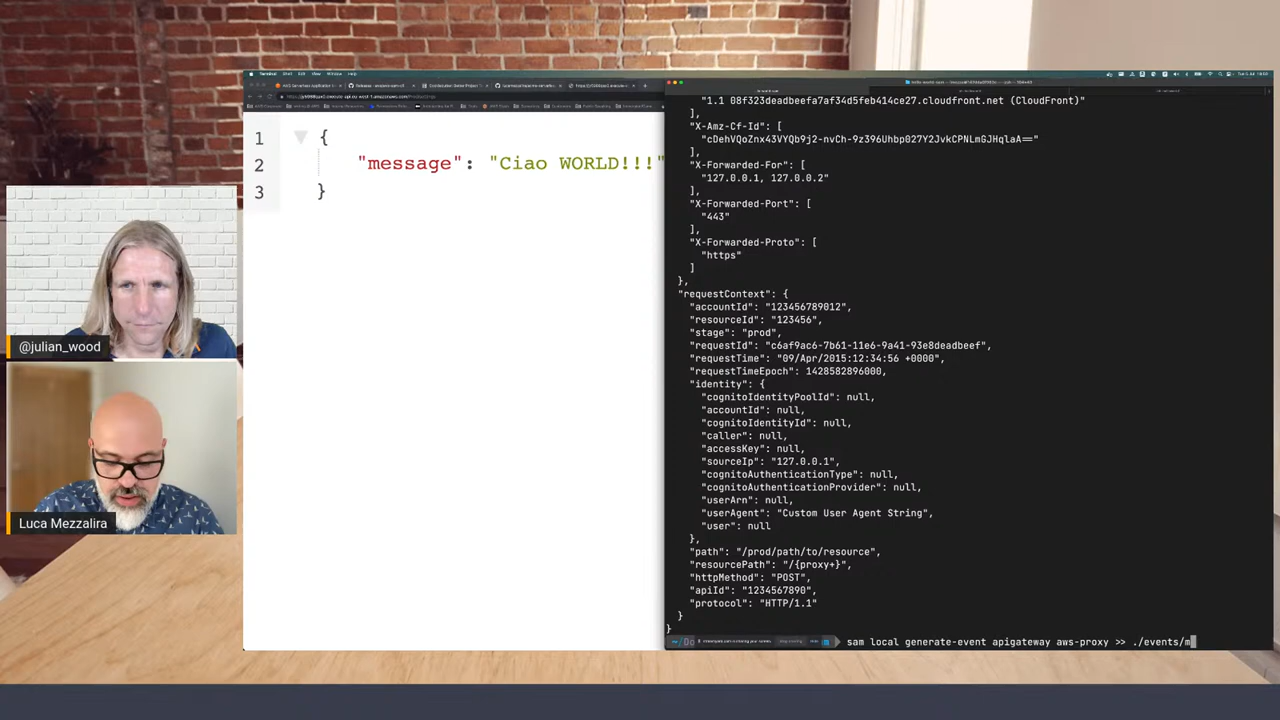 1 {
2 "message": "Ciao WORLD!!!"
3 }
"1.1 08f323deadbeefa7af34d5feb414ce27.cloudfront.net (CloudFront)"
],
"X-Amz-Cf-Id": [
"cDehVQoZnx43VYQb9j2-nvCh-9z396Uhbp027Y2JvkCPNLmGJHqlaA=="
],
"X-Forwarded-For": [
"127.0.0.1, 127.0.0.2"
],
"X-Forwarded-Port": [
"443"
],
"X-Forwarded-Proto": [
"https"
]
},
"requestContext": {
"accountId": "123456789012",
"resourceId": "123456",
"stage": "prod",
"requestId": "c6af9ac6-7b61-11e6-9a41-93e8deadbeef",
"requestTime": "09/Apr/2015:12:34:56 +0000",
"requestTimeEpoch": 1428582896000,
"identity": {
"cognitoIdentityPoolId": null,
"accountId": null,
"cognitoIdentityId": null,
"caller": null,
"accessKey": null,
"sourceIp": "127.0.0.1",
"cognitoAuthenticationType": null,
"cognitoAuthenticationProvider": null,
"userArn": null,
"userAgent": "Custom User Agent String",
"user": null
},
"path": "/prod/path/to/resource",
"resourcePath": "/{proxy+}",
"httpMethod": "POST",
"apiId": "1234567890",
"protocol": "HTTP/1.1"
}
}
sam local generate-event apigateway aws-proxy >> ./events/m
@julian_wood
Luca Mezzalira